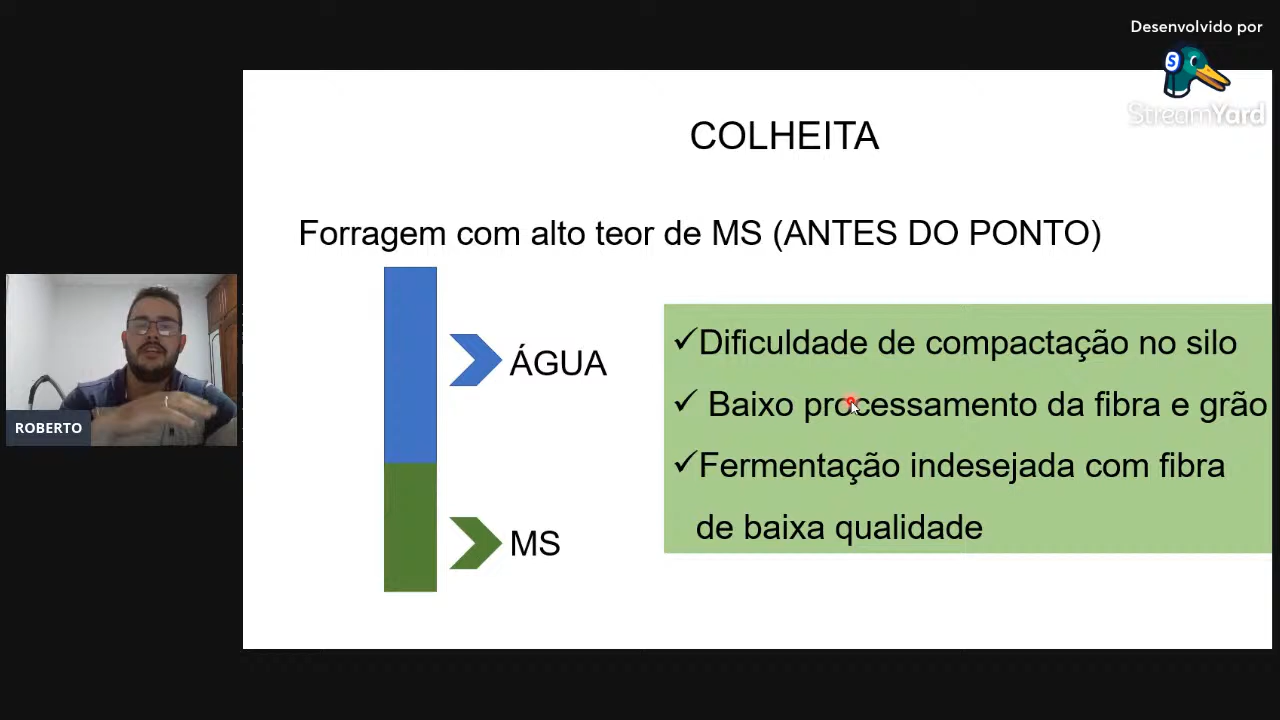 Desenvolvido por
StreamYard
COLHEITA
Forragem com alto teor de MS (ANTES DO PONTO)
ÁGUA
MS
✓Dificuldade de compactação no silo
✓ Baixo processamento da fibra e grão
✓Fermentação indesejada com fibra
de baixa qualidade
ROBERTO